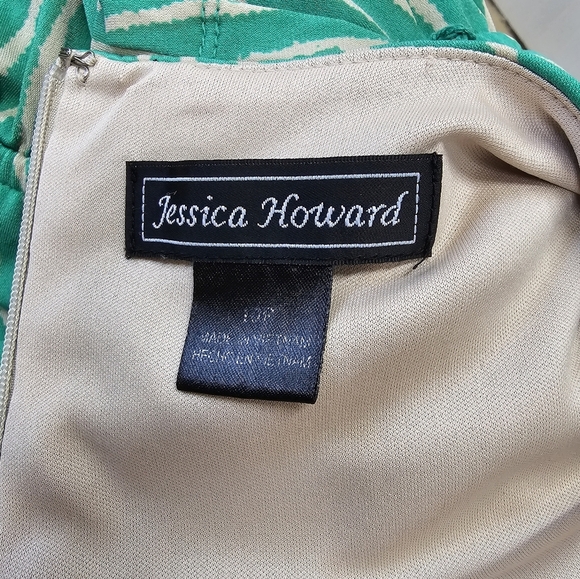 Jessica Howard
10P
MADE IN VIETNAM
HECHO EN VIETNAM